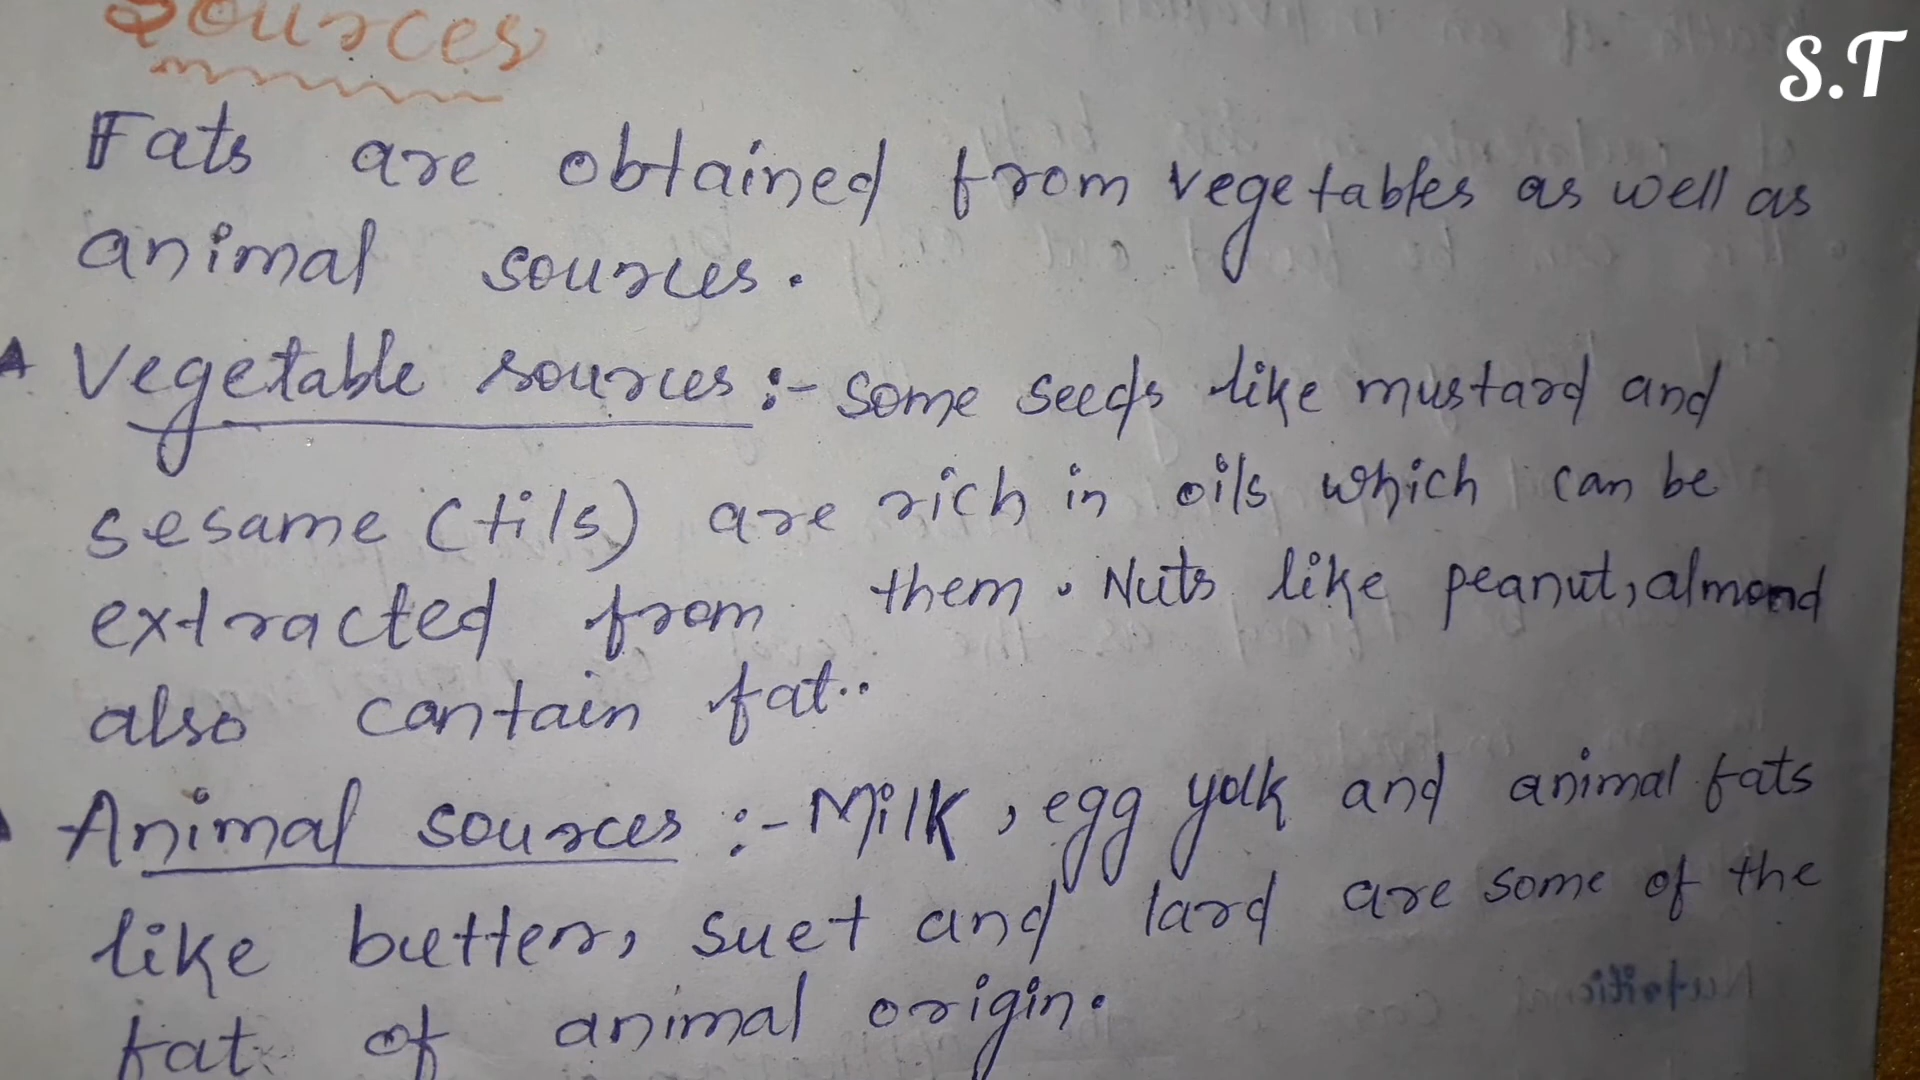 Sources
S.T
Fats are obtained from vegetables as well as
animal sources.
Vegetable sources :- some seeds like mustard and
sesame (tils) are rich in oils which can be
extracted from them. Nuts like peanut, almond
also contain fat..
Animal sources :- Milk, egg yolk and animal fats
like butter, suet and lard are some of the
fat of animal origin.